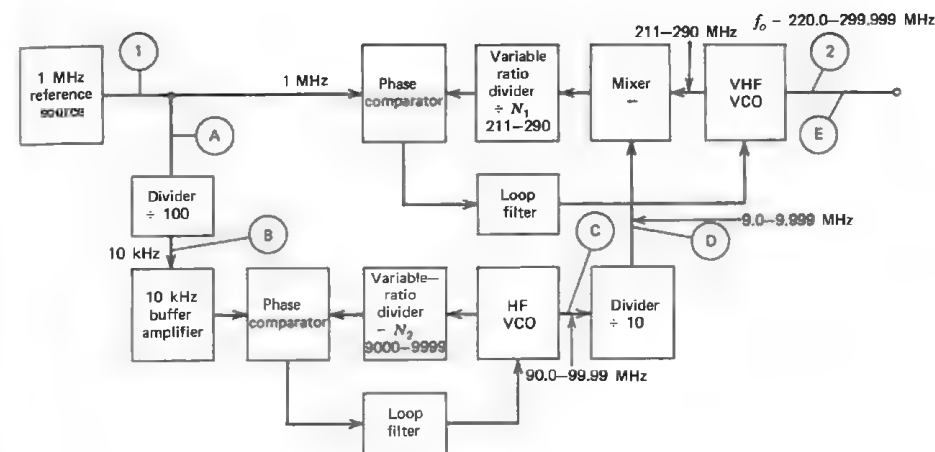 1
211–290 MHz
f₀ – 220.0–299.999 MHz
2
1 MHz
reference
source
1 MHz
Phase
comparator
Variable
ratio
divider
÷ N₁
211–290
Mixer
–
VHF
VCO
A
E
Divider
÷ 100
Loop
filter
9.0–9.999 MHz
B
C
D
10 kHz
10 kHz
buffer
amplifier
Phase
comparator
Variable–
ratio
divider
– N₂
9000–9999
HF
VCO
Divider
÷ 10
90.0–99.99 MHz
Loop
filter